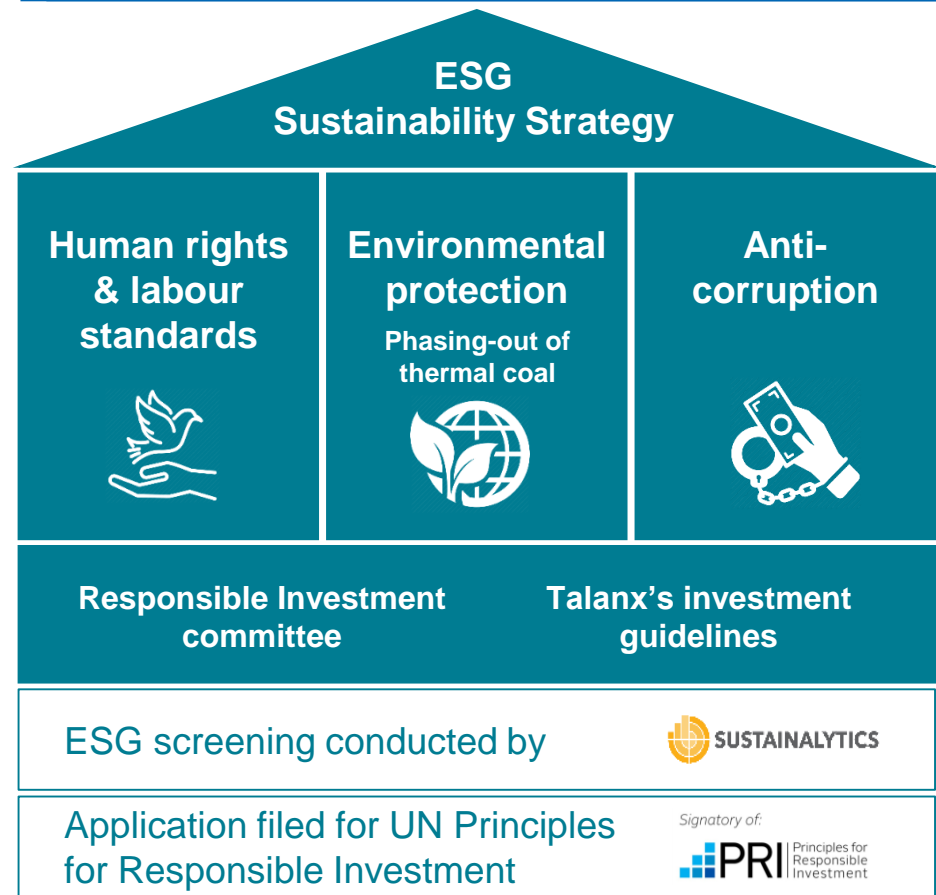 ESG
Sustainability Strategy
Human rights
& labour
standards
Environmental
protection
Phasing-out of
thermal coal
Anti-
corruption
Responsible Investment
committee
Talanx’s investment
guidelines
ESG screening conducted by
SUSTAINALYTICS
Application filed for UN Principles
for Responsible Investment
Signatory of:
PRI
Principles for
Responsible
Investment